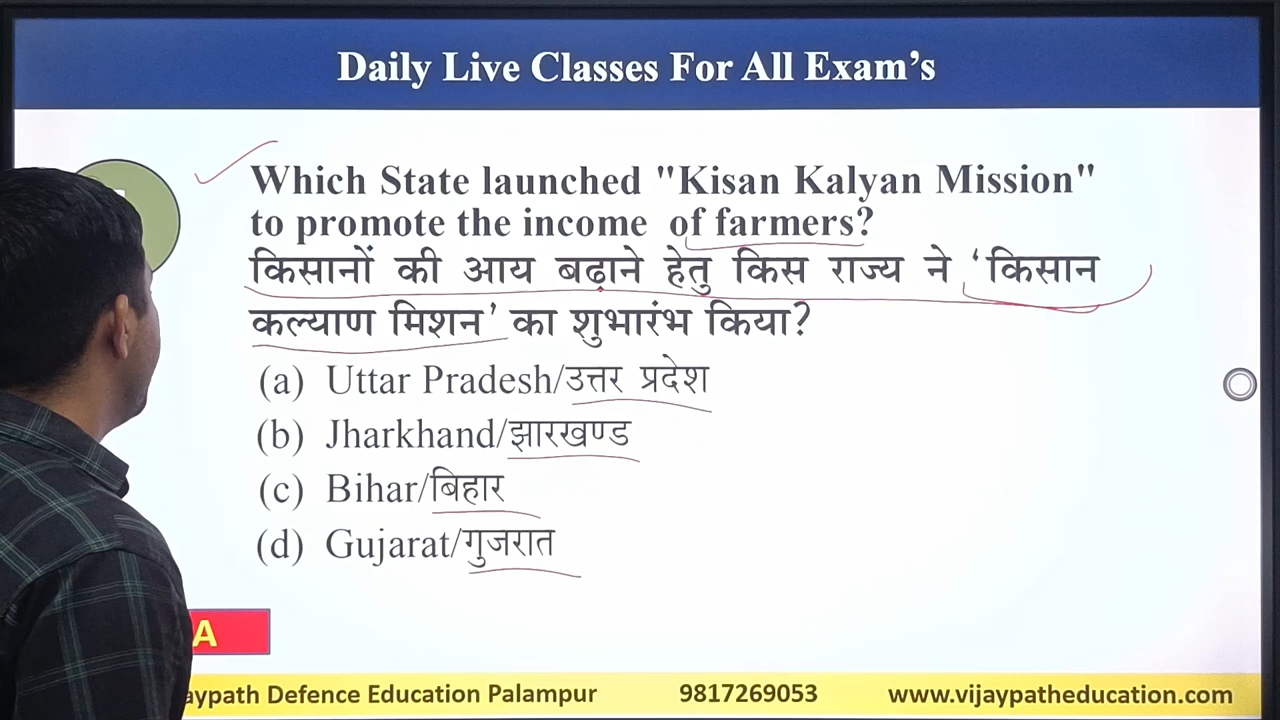 Daily Live Classes For All Exam's
Which State launched "Kisan Kalyan Mission"
to promote the income of farmers?
किसानों की आय बढ़ाने हेतु किस राज्य ने 'किसान
कल्याण मिशन' का शुभारंभ किया?
(a) Uttar Pradesh/उत्तर प्रदेश
(b) Jharkhand/झारखण्ड
(c) Bihar/बिहार
(d) Gujarat/गुजरात
A
Defence Education Palampur 9817269053 www.vijaypatheducation.com